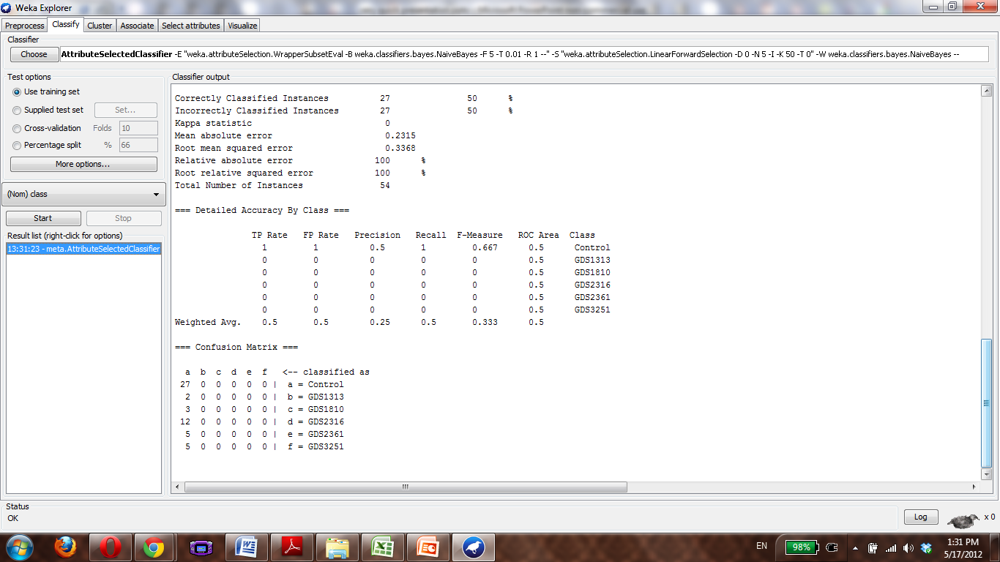 Weka Explorer
Preprocess Classify Cluster Associate Select attributes Visualize
Classifier
Choose AttributeSelectedClassifier -E "weka.attributeSelection.WrapperSubsetEval -B weka.classifiers.bayes.NaiveBayes -F 5 -T 0.01 -R 1 --" -S "weka.attributeSelection.LinearForwardSelection -D 0 -N 5 -I -K 50 -T 0" -W weka.classifiers.bayes.NaiveBayes --
Test options
Use training set
Supplied test set Set...
Cross-validation Folds 10
Percentage split % 66
More options...
(Nom) class
Start Stop
Result list (right-click for options)
13:31:23 - meta.AttributeSelectedClassifier
Classifier output
Correctly Classified Instances 27 50 %
Incorrectly Classified Instances 27 50 %
Kappa statistic 0
Mean absolute error 0.2315
Root mean squared error 0.3368
Relative absolute error 100 %
Root relative squared error 100 %
Total Number of Instances 54
=== Detailed Accuracy By Class ===
TP Rate FP Rate Precision Recall F-Measure ROC Area Class
1 1 0.5 1 0.667 0.5 Control
0 0 0 0 0 0.5 GDS1313
0 0 0 0 0 0.5 GDS1810
0 0 0 0 0 0.5 GDS2316
0 0 0 0 0 0.5 GDS2361
0 0 0 0 0 0.5 GDS3251
Weighted Avg. 0.5 0.5 0.25 0.5 0.333 0.5
=== Confusion Matrix ===
a b c d e f <-- classified as
27 0 0 0 0 0 | a = Control
2 0 0 0 0 0 | b = GDS1313
3 0 0 0 0 0 | c = GDS1810
12 0 0 0 0 0 | d = GDS2316
5 0 0 0 0 0 | e = GDS2361
5 0 0 0 0 0 | f = GDS3251
Status
OK
Log x 0
EN 98% 1:31 PM
5/17/2012